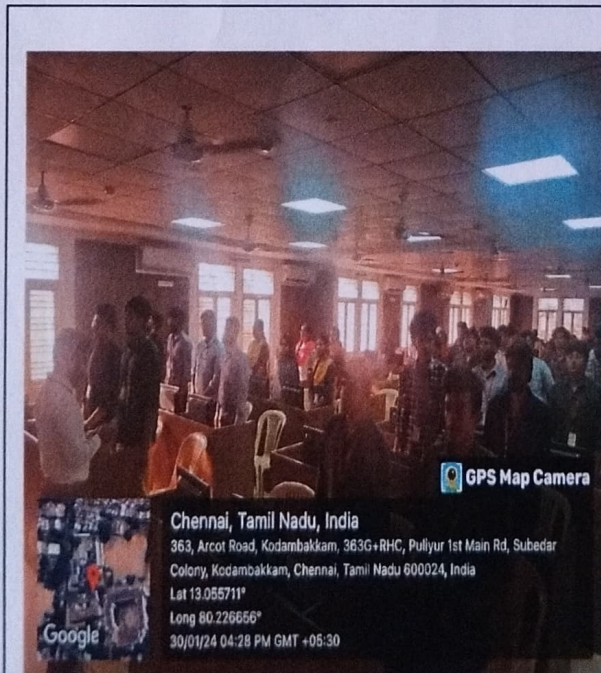 GPS Map Camera
Chennai, Tamil Nadu, India
363, Arcot Road, Kodambakkam, 363G+RHC, Puliyur 1st Main Rd, Subedar
Colony, Kodambakkam, Chennai, Tamil Nadu 600024, India
Lat 13.055711°
Long 80.226656°
30/01/24 04:28 PM GMT +05:30
Google